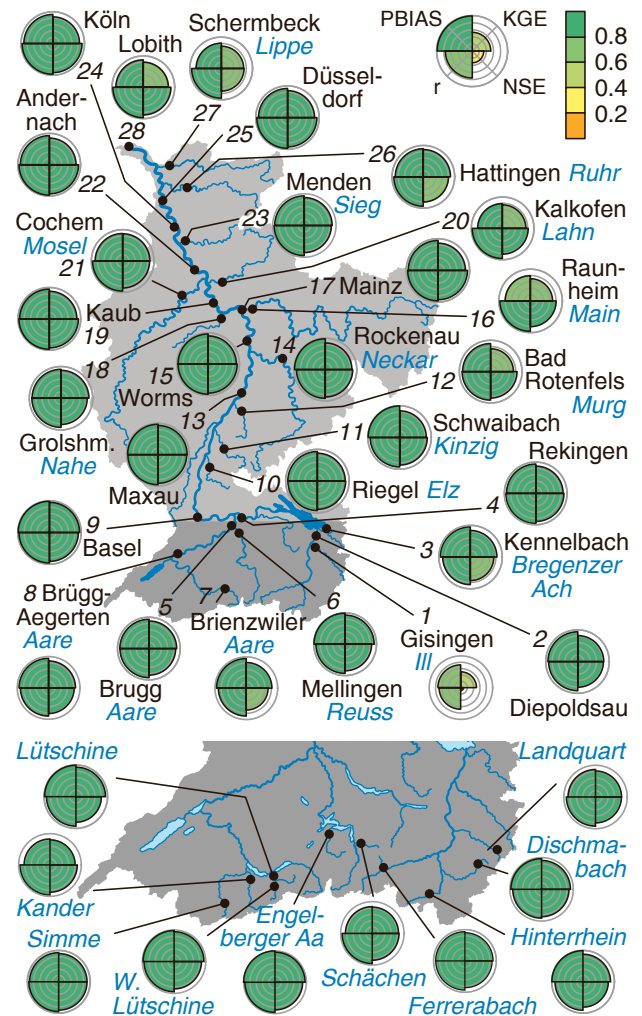 Köln
24
Lobith
Schermbeck
Lippe
Düssel-
dorf
PBIAS
KGE
r
NSE
0.8
0.6
0.4
0.2
Ander-
nach
22
28
27
25
26
Hattingen Ruhr
Menden
Sieg
23
20
Kalkofen
Lahn
Cochem
Mosel
21
17 Mainz
16
Raun-
heim
Main
Kaub
19
18
15
Worms
14
Rockenau
Neckar
13
12
Bad
Rotenfels
Murg
Grolshm.
Nahe
11
Schwaibach
Kinzig
Maxau
10
Riegel Elz
Rekingen
4
9
Basel
3
Kennelbach
Bregenzer
Ach
8 Brügg-
Aegerten
Aare
5
7
6
1
2
Brienzwiler
Aare
Gisingen
Ill
Brugg
Aare
Mellingen
Reuss
Diepoldsau
Lütschine
Landquart
Dischma-
bach
Kander
Simme
Engel-
berger Aa
Hinterrhein
W.
Lütschine
Schächen
Ferrerabach